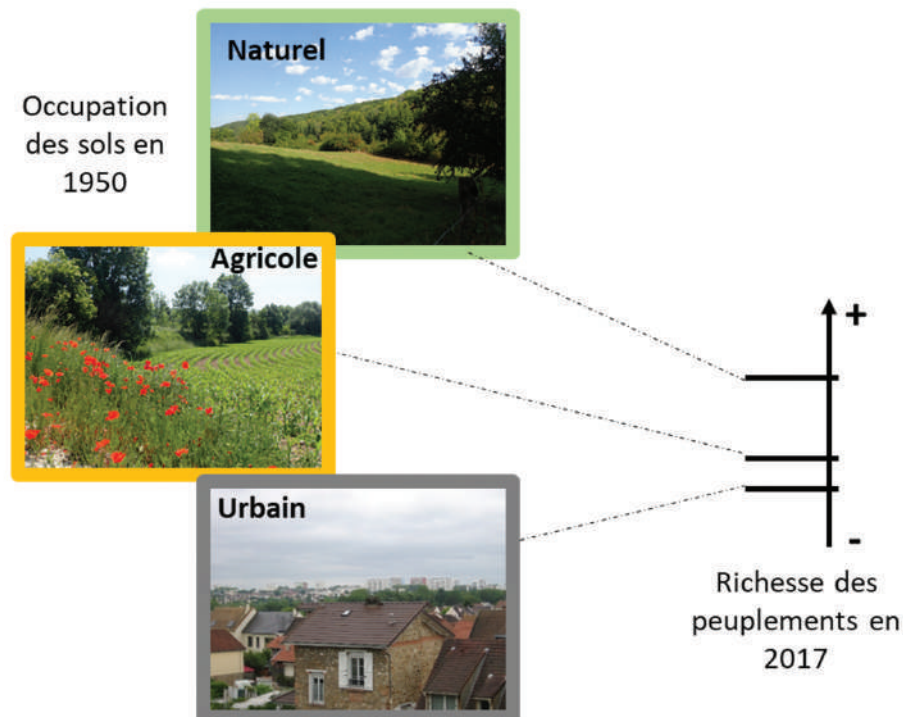 Naturel
Occupation
des sols en
1950
Agricole
Urbain
+
-
Richesse des
peuplements en
2017